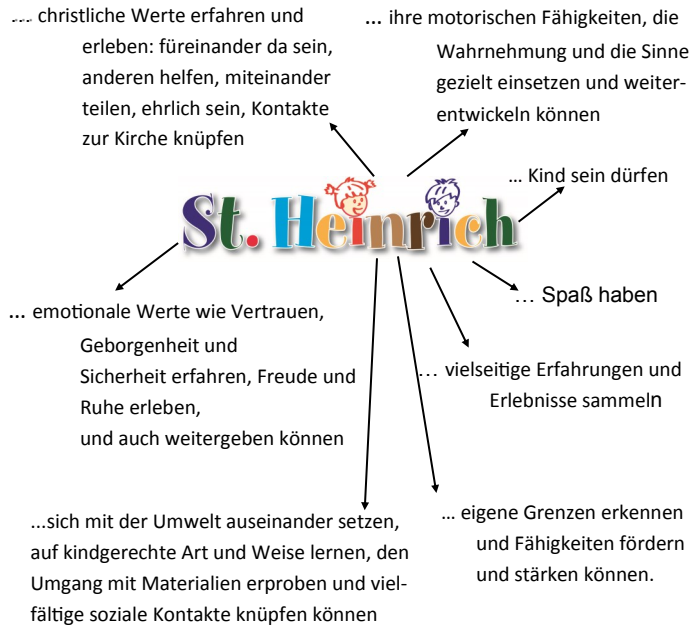 ... christliche Werte erfahren und
erleben: füreinander da sein,
anderen helfen, miteinander
teilen, ehrlich sein, Kontakte
zur Kirche knüpfen
... ihre motorischen Fähigkeiten, die
Wahrnehmung und die Sinne
gezielt einsetzen und weiter-
entwickeln können
... Kind sein dürfen
St. Heinrich
... Spaß haben
... emotionale Werte wie Vertrauen,
Geborgenheit und
Sicherheit erfahren, Freude und
Ruhe erleben,
und auch weitergeben können
... vielseitige Erfahrungen und
Erlebnisse sammeln
...sich mit der Umwelt auseinander setzen,
auf kindgerechte Art und Weise lernen, den
Umgang mit Materialien erproben und viel-
fältige soziale Kontakte knüpfen können
... eigene Grenzen erkennen
und Fähigkeiten fördern
und stärken können.